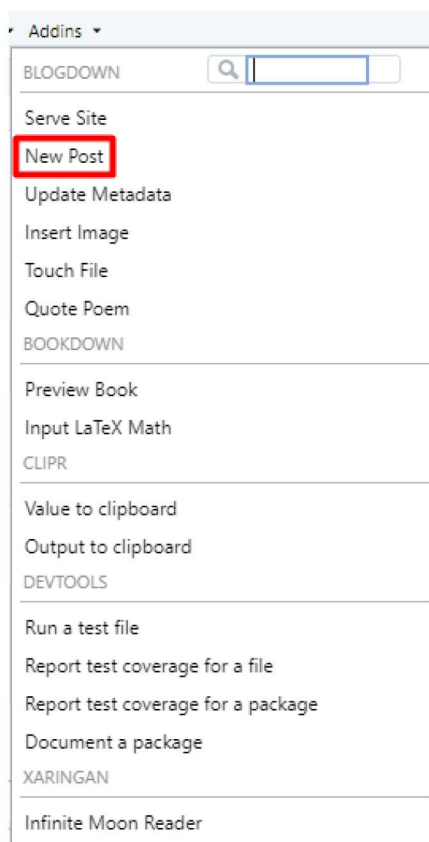 Addins
BLOGDOWN
Serve Site
New Post
Update Metadata
Insert Image
Touch File
Quote Poem
BOOKDOWN
Preview Book
Input LaTeX Math
CLIPR
Value to clipboard
Output to clipboard
DEVTOOLS
Run a test file
Report test coverage for a file
Report test coverage for a package
Document a package
XARINGAN
Infinite Moon Reader